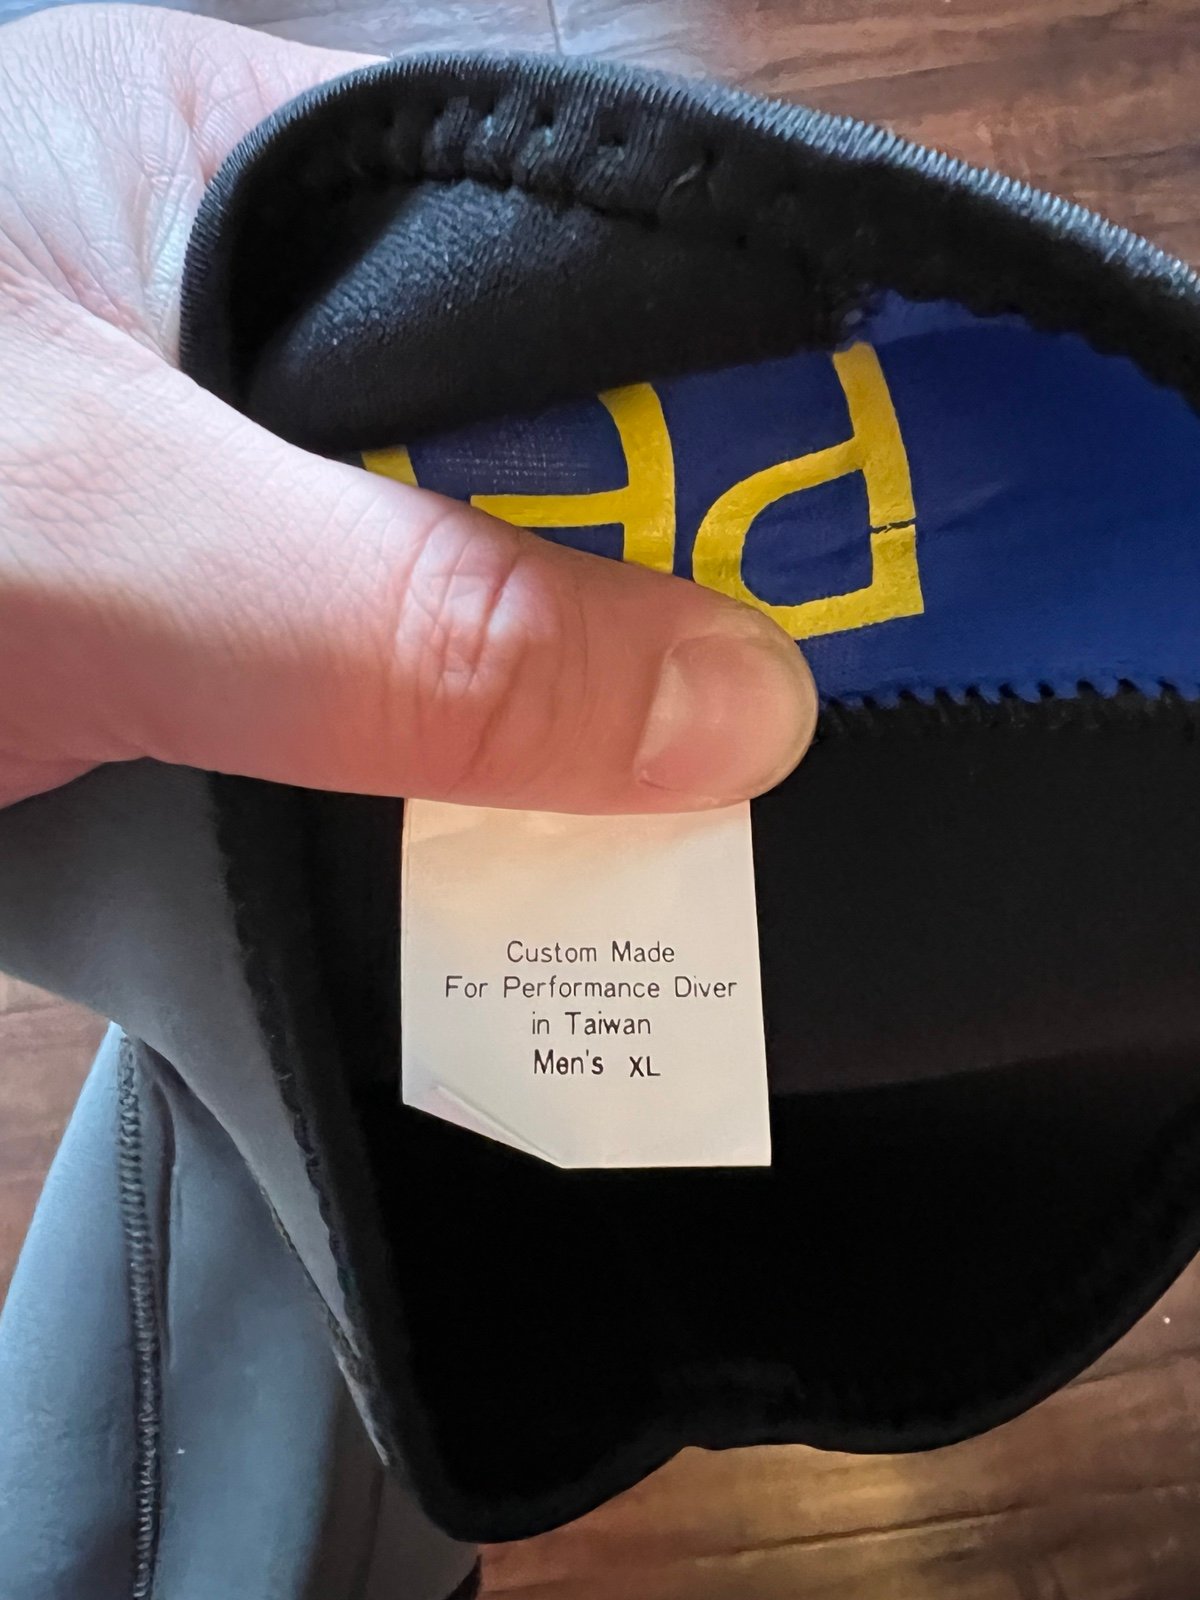 Custom Made
For Performance Diver
in Taiwan
Men's XL